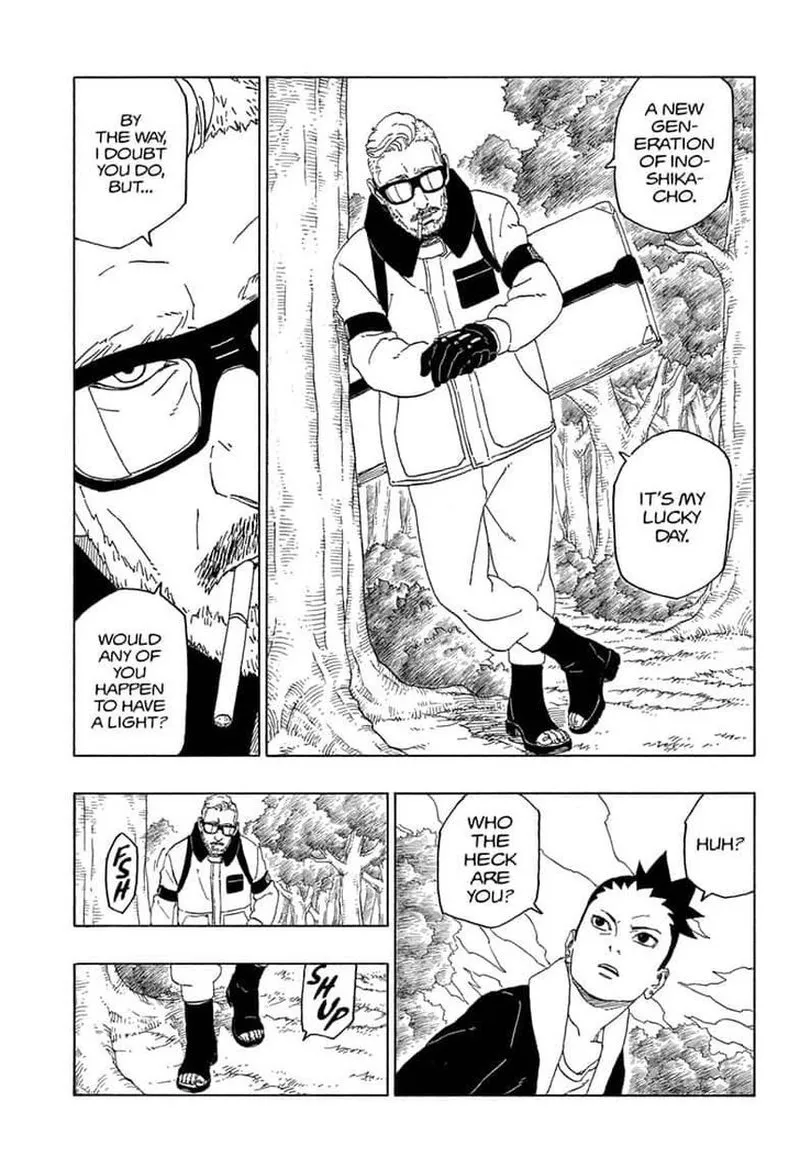 A NEW
GEN-
ERATION
OF INO-
SHIKA-
CHO.
IT'S MY
LUCKY
DAY.
BY
THE WAY,
I DOUBT
YOU DO,
BUT...
WOULD
ANY OF
YOU
HAPPEN
TO HAVE
A LIGHT?
HUH?
WHO
THE
HECK
ARE
YOU?
FSH
SHUP